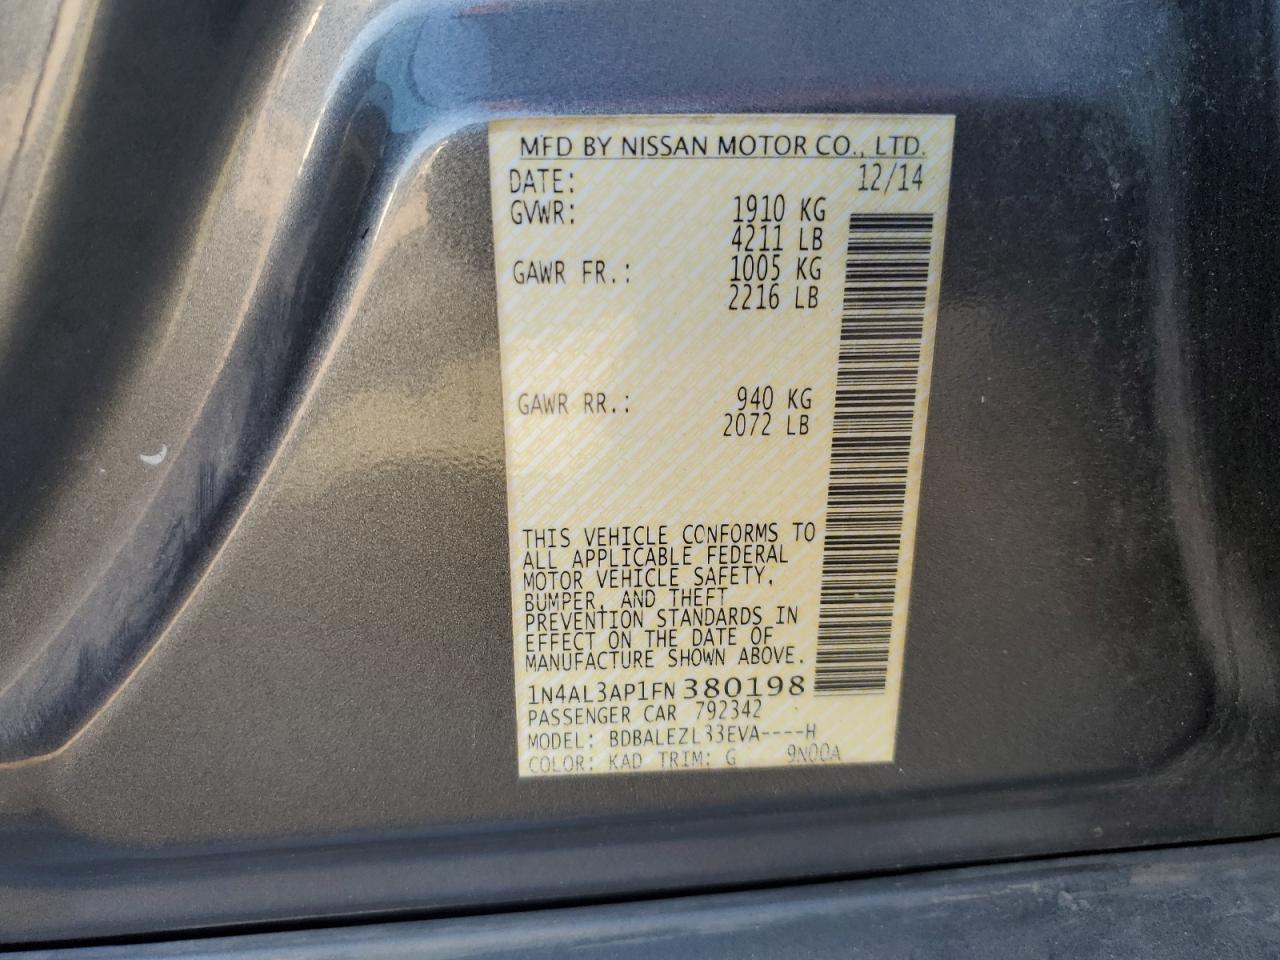 MFD BY NISSAN MOTOR CO., LTD.
DATE: 12/14
GVWR: 1910 KG
4211 LB
GAWR FR.: 1005 KG
2216 LB
GAWR RR.: 940 KG
2072 LB
THIS VEHICLE CONFORMS TO
ALL APPLICABLE FEDERAL
MOTOR VEHICLE SAFETY,
BUMPER, AND THEFT
PREVENTION STANDARDS IN
EFFECT ON THE DATE OF
MANUFACTURE SHOWN ABOVE.
1N4AL3AP1FN380198
PASSENGER CAR 792342
MODEL: BDBALEZL33EVA----H
COLOR: KAD TRIM: G 9N00A